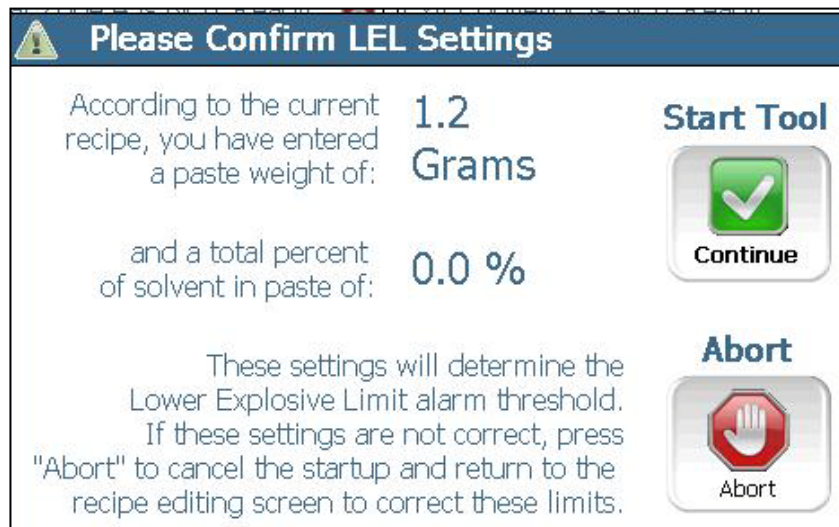 Please Confirm LEL Settings
According to the current
recipe, you have entered
a paste weight of:
1.2
Grams
and a total percent
of solvent in paste of:
0.0 %
These settings will determine the
Lower Explosive Limit alarm threshold.
If these settings are not correct, press
"Abort" to cancel the startup and return to the
recipe editing screen to correct these limits.
Start Tool
Continue
Abort
Abort